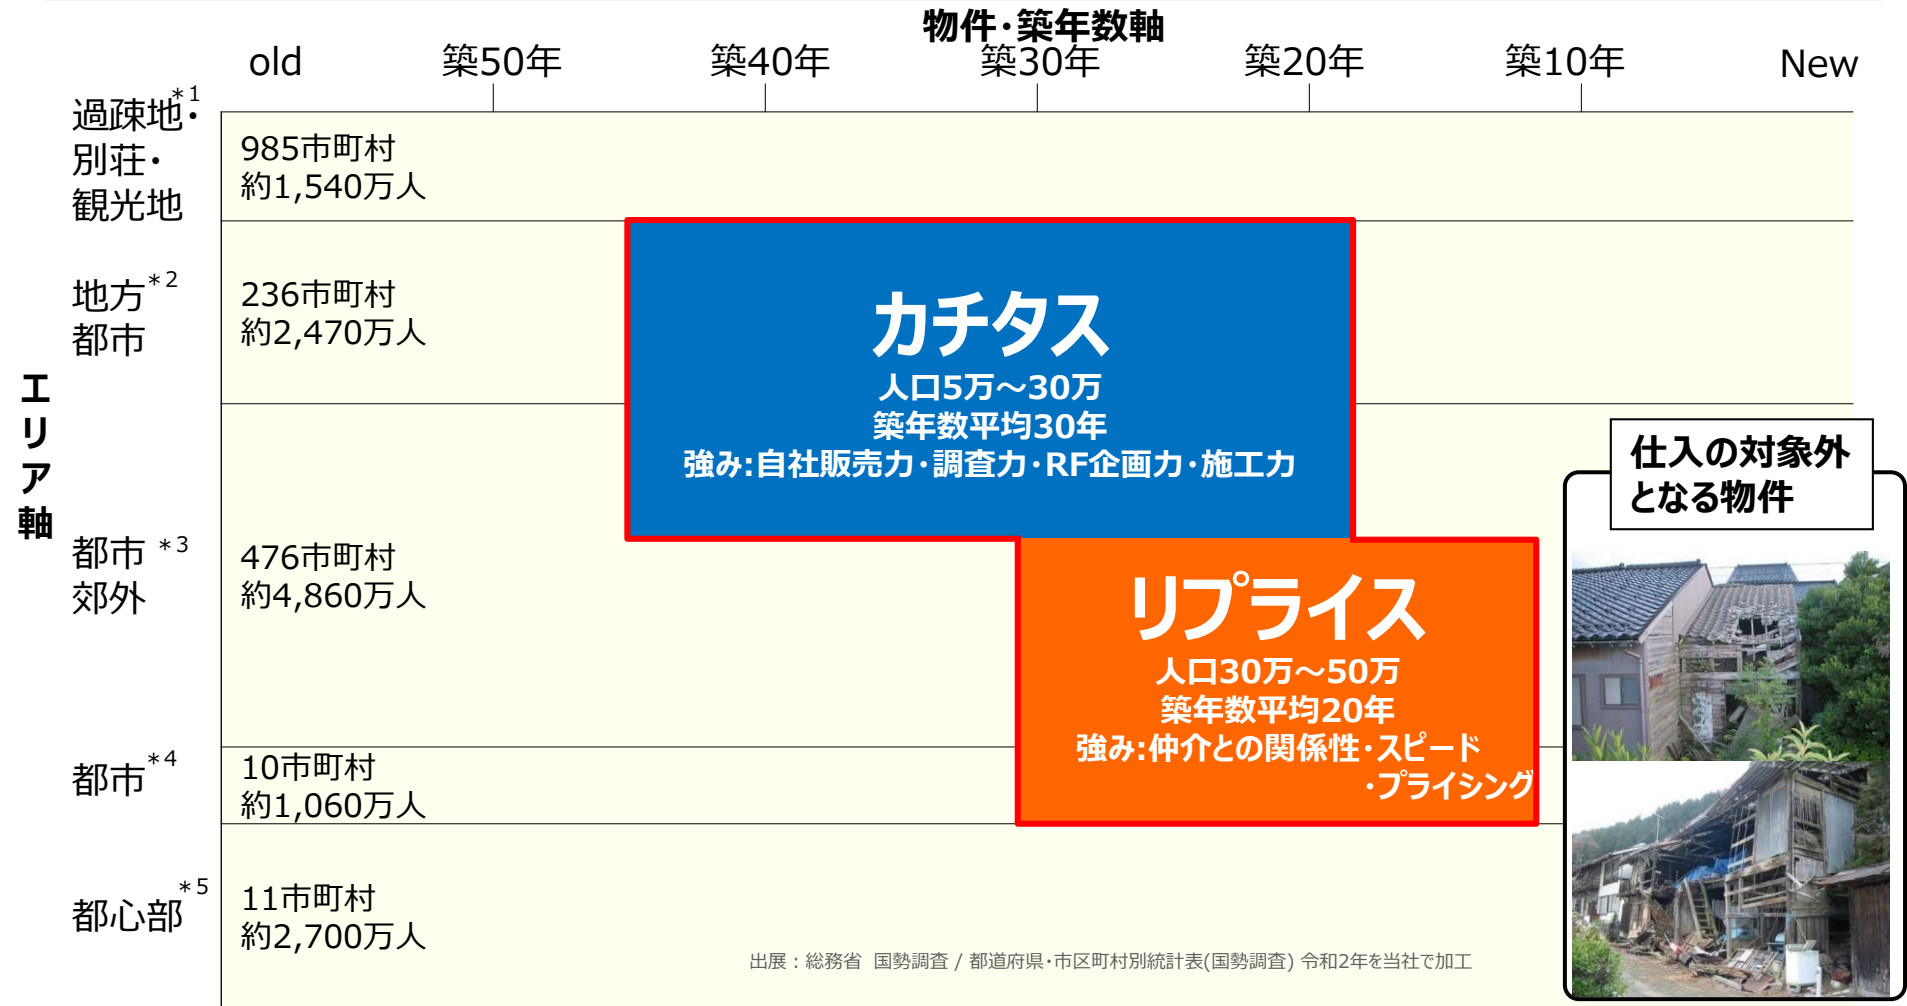 物件・築年数軸
old
築50年
築40年
築30年
築20年
築10年
New
エリア軸
過疎地・*1
別荘・
観光地
985市町村
約1,540万人
地方*2
都市
236市町村
約2,470万人
カチタス
人口5万～30万
築年数平均30年
強み:自社販売力・調査力・RF企画力・施工力
都市 *3
郊外
476市町村
約4,860万人
リプライス
人口30万～50万
築年数平均20年
強み:仲介との関係性・スピード
・プライシング
仕入の対象外
となる物件
都市*4
10市町村
約1,060万人
都心部*5
11市町村
約2,700万人
出展：総務省 国勢調査 / 都道府県・市区町村別統計表(国勢調査) 令和2年を当社で加工